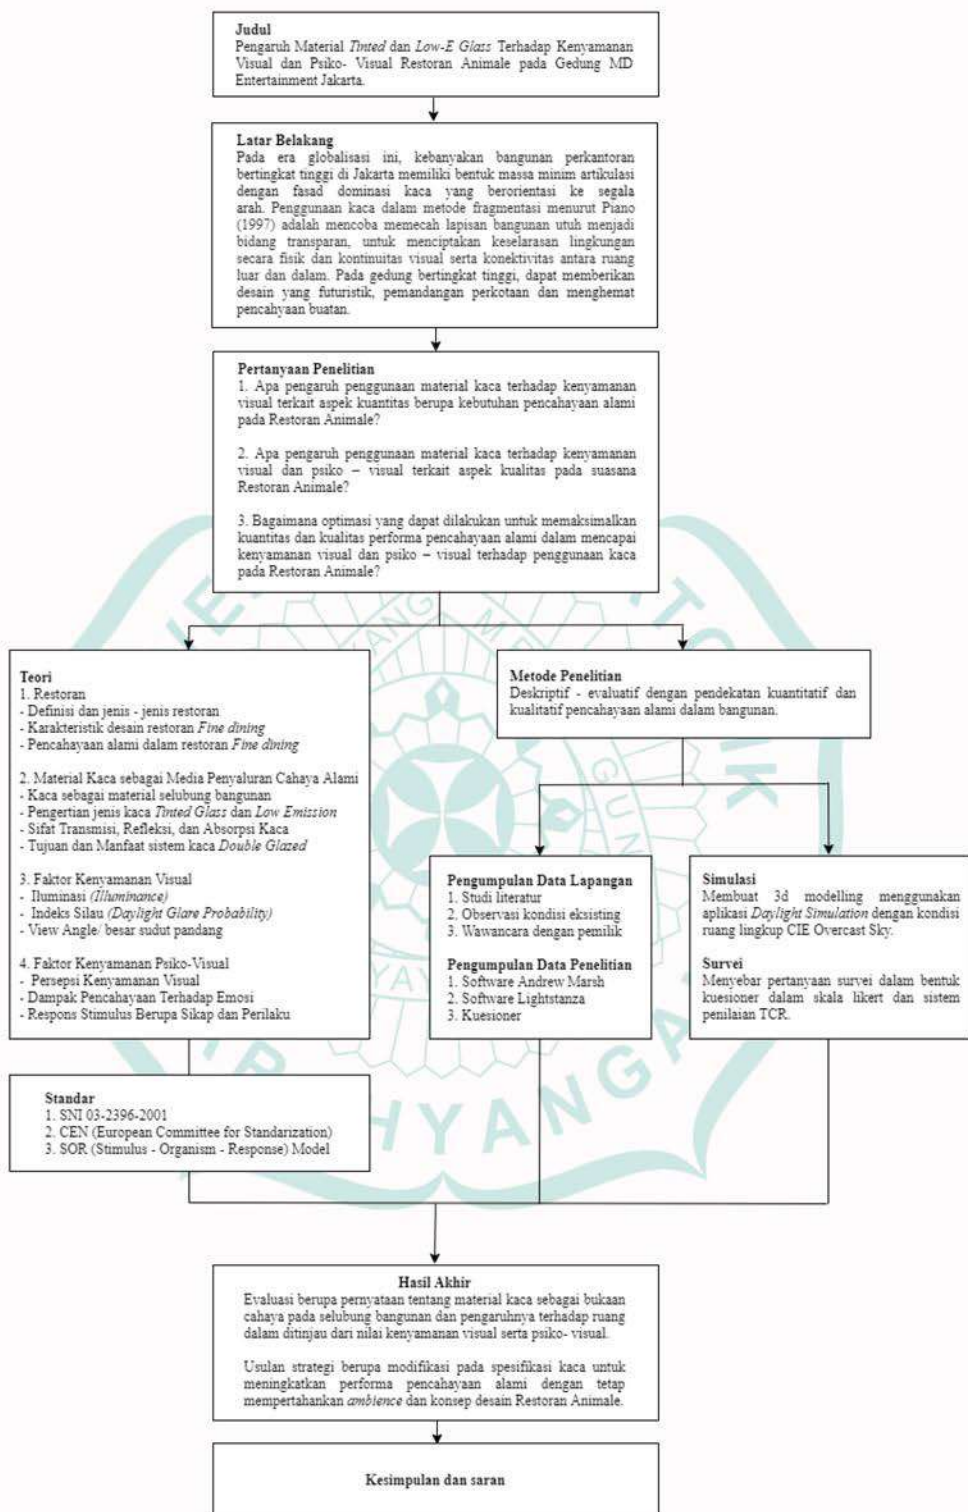 Judul
Pengaruh Material Tinted dan Low-E Glass Terhadap Kenyamanan
Visual dan Psiko- Visual Restoran Animale pada Gedung MD
Entertainment Jakarta.
Latar Belakang
Pada era globalisasi ini, kebanyakan bangunan perkantoran
bertingkat tinggi di Jakarta memiliki bentuk massa minim artikulasi
dengan fasad dominasi kaca yang berorientasi ke segala
arah. Penggunaan kaca dalam metode fragmentasi menurut Piano
(1997) adalah mencoba memecah lapisan bangunan utuh menjadi
bidang transparan, untuk menciptakan keselarasan lingkungan
secara fisik dan kontinuitas visual serta konektivitas antara ruang
luar dan dalam. Pada gedung bertingkat tinggi, dapat memberikan
desain yang futuristik, pemandangan perkotaan dan menghemat
pencahyaan buatan.
Pertanyaan Penelitian
1. Apa pengaruh penggunaan material kaca terhadap kenyamanan
visual terkait aspek kuantitas berupa kebutuhan pencahayaan alami
pada Restoran Animale?
2. Apa pengaruh penggunaan material kaca terhadap kenyamanan
visual dan psiko – visual terkait aspek kualitas pada suasana
Restoran Animale?
3. Bagaimana optimasi yang dapat dilakukan untuk memaksimalkan
kuantitas dan kualitas performa pencahayaan alami dalam mencapai
kenyamanan visual dan psiko – visual terhadap penggunaan kaca
pada Restoran Animale?
Teori
1. Restoran
- Definisi dan jenis - jenis restoran
- Karakteristik desain restoran Fine dining
- Pencahayaan alami dalam restoran Fine dining
2. Material Kaca sebagai Media Penyaluran Cahaya Alami
- Kaca sebagai material selubung bangunan
- Pengertian jenis kaca Tinted Glass dan Low Emission
- Sifat Transmisi, Refleksi, dan Absorpsi Kaca
- Tujuan dan Manfaat sistem kaca Double Glazed
3. Faktor Kenyamanan Visual
- Iluminasi (Illuminance)
- Indeks Silau (Daylight Glare Probability)
- View Angle/ besar sudut pandang
4. Faktor Kenyamanan Psiko-Visual
- Persepsi Kenyamanan Visual
- Dampak Pencahayaan Terhadap Emosi
- Respons Stimulus Berupa Sikap dan Perilaku
Metode Penelitian
Deskriptif - evaluatif dengan pendekatan kuantitatif dan
kualitatif pencahayaan alami dalam bangunan.
Pengumpulan Data Lapangan
1. Studi literatur
2. Observasi kondisi eksisting
3. Wawancara dengan pemilik
Pengumpulan Data Penelitian
1. Software Andrew Marsh
2. Software Lightstanza
3. Kuesioner
Simulasi
Membuat 3d modelling menggunakan
aplikasi Daylight Simulation dengan kondisi
ruang lingkup CIE Overcast Sky.
Survei
Menyebar pertanyaan survei dalam bentuk
kuesioner dalam skala likert dan sistem
penilaian TCR.
Standar
1. SNI 03-2396-2001
2. CEN (European Committee for Standarization)
3. SOR (Stimulus - Organism - Response) Model
Hasil Akhir
Evaluasi berupa pernyataan tentang material kaca sebagai bukaan
cahaya pada selubung bangunan dan pengaruhnya terhadap ruang
dalam ditinjau dari nilai kenyamanan visual serta psiko- visual.
Usulan strategi berupa modifikasi pada spesifikasi kaca untuk
meningkatkan performa pencahayaan alami dengan tetap
mempertahankan ambience dan konsep desain Restoran Animale.
Kesimpulan dan saran